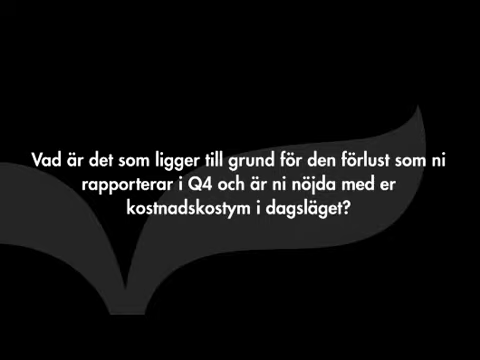 Vad är det som ligger till grund för den förlust som ni
rapporterar i Q4 och är ni nöjda med er
kostnadskostym i dagsläget?